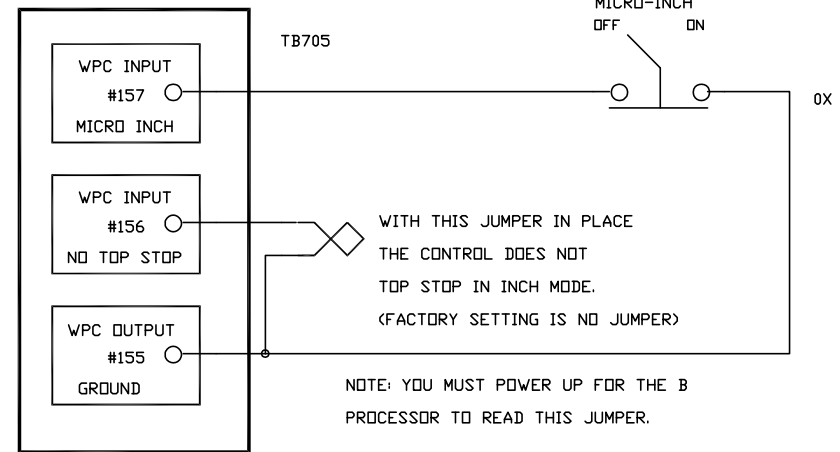 MICRO-INCH
OFF ON
TB705
WPC INPUT
#157
MICRO INCH
0X
WPC INPUT
#156
NO TOP STOP
WITH THIS JUMPER IN PLACE
THE CONTROL DOES NOT
TOP STOP IN INCH MODE.
(FACTORY SETTING IS NO JUMPER)
WPC OUTPUT
#155
GROUND
NOTE: YOU MUST POWER UP FOR THE B
PROCESSOR TO READ THIS JUMPER.